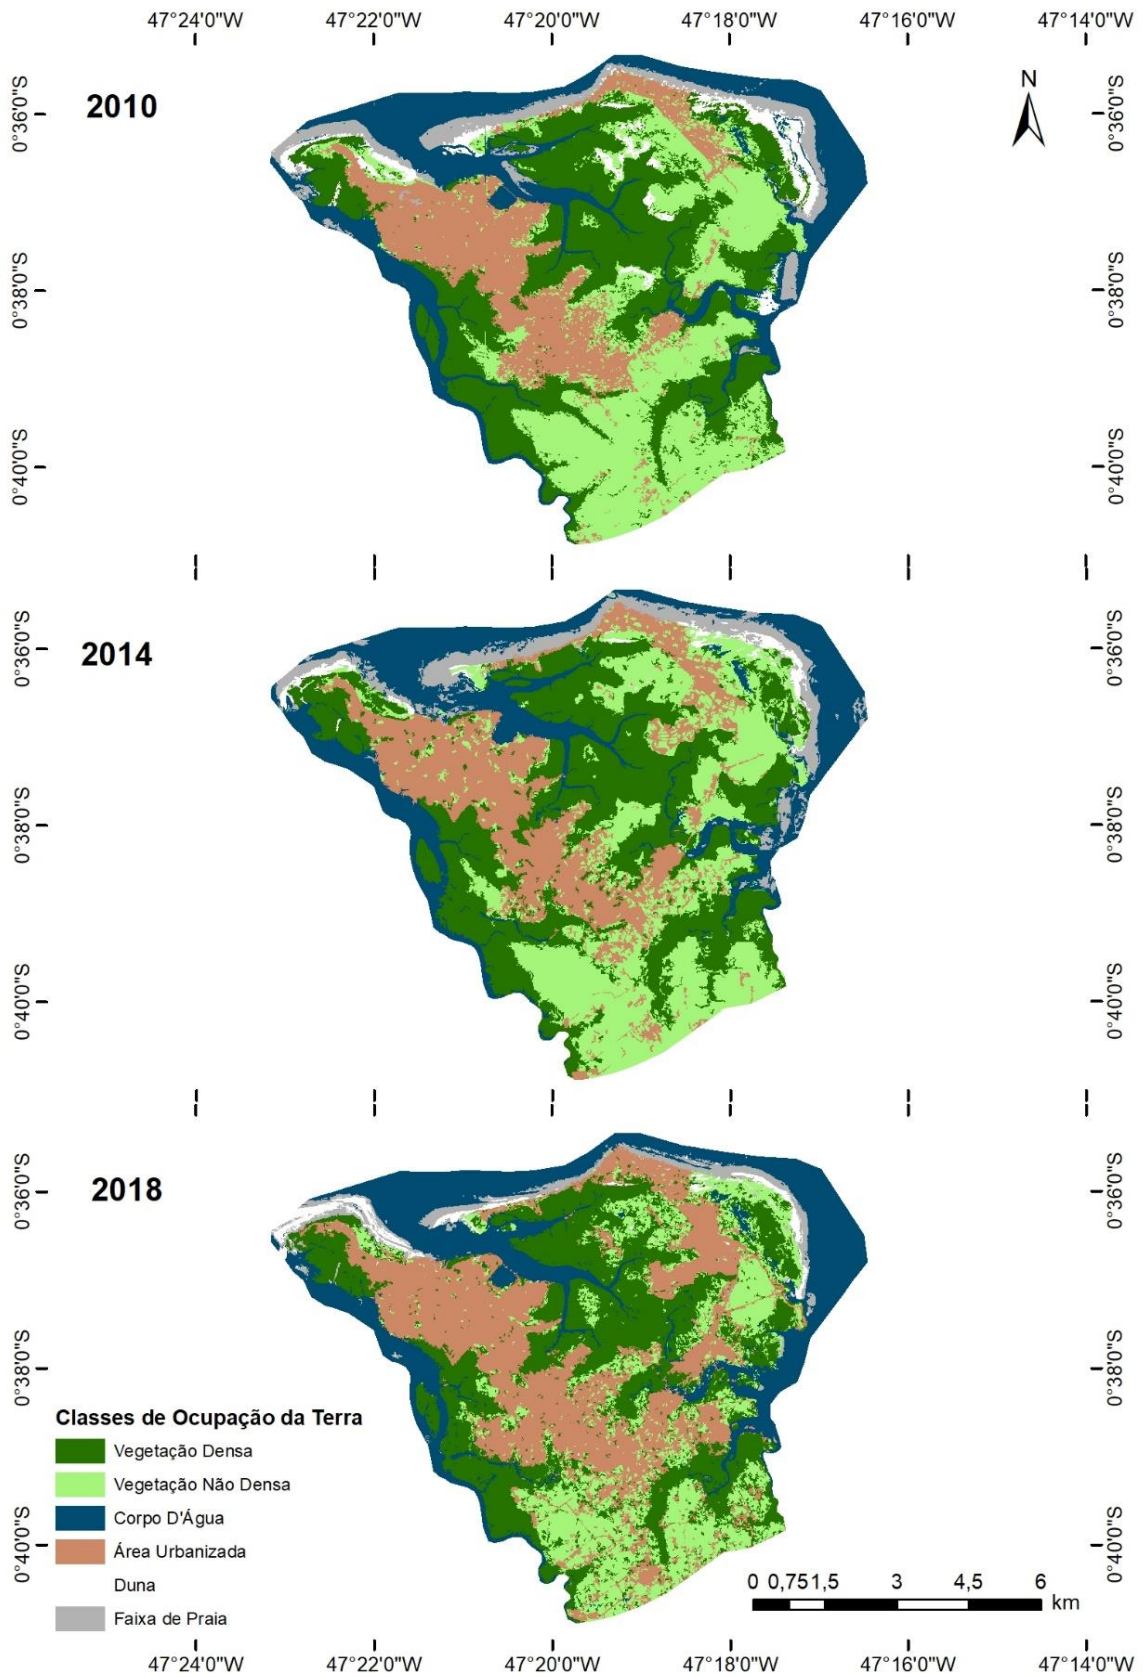 47°24'0"W 47°22'0"W 47°20'0"W 47°18'0"W 47°16'0"W 47°14'0"W
2010
N
0°36'0"S 0°36'0"S
0°38'0"S 0°38'0"S
0°40'0"S 0°40'0"S
2014
0°36'0"S 0°36'0"S
0°38'0"S 0°38'0"S
0°40'0"S 0°40'0"S
2018
0°36'0"S 0°36'0"S
0°38'0"S 0°38'0"S
0°40'0"S 0°40'0"S
Classes de Ocupação da Terra
Vegetação Densa
Vegetação Não Densa
Corpo D'Água
Área Urbanizada
Duna
Faixa de Praia
0 0,75 1,5 3 4,5 6
km
47°24'0"W 47°22'0"W 47°20'0"W 47°18'0"W 47°16'0"W 47°14'0"W